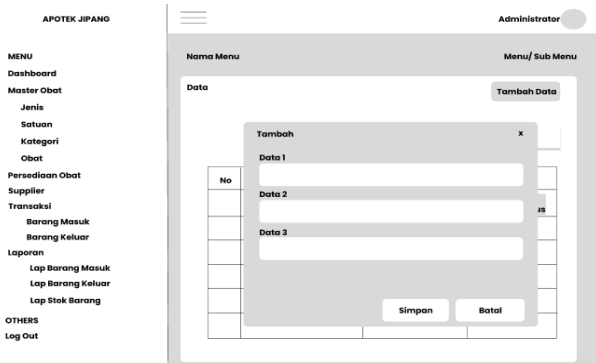 APOTEK JIPANG
Administrator
MENU
Dashboard
Master Obat
Jenis
Satuan
Kategori
Obat
Persediaan Obat
Supplier
Transaksi
Barang Masuk
Barang Keluar
Laporan
Lap Barang Masuk
Lap Barang Keluar
Lap Stok Barang
OTHERS
Log Out
Nama Menu
Menu/ Sub Menu
Data
Tambah Data
No
Tambah
x
Data 1
Data 2
Data 3
Simpan
Batal